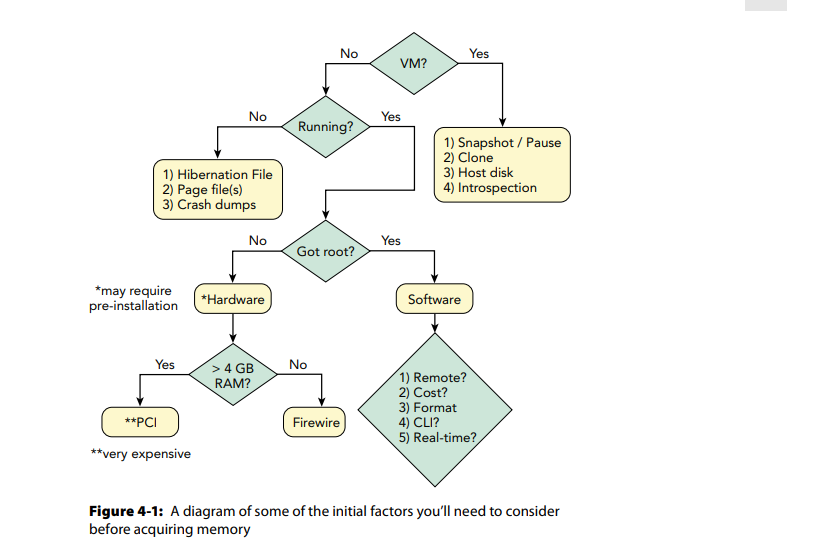 VM?
No
Yes
Running?
No
Yes
1) Snapshot / Pause
2) Clone
3) Host disk
4) Introspection
1) Hibernation File
2) Page file(s)
3) Crash dumps
Got root?
No
Yes
*may require
pre-installation
*Hardware
Software
> 4 GB
RAM?
Yes
No
1) Remote?
2) Cost?
3) Format
4) CLI?
5) Real-time?
**PCI
Firewire
**very expensive
Figure 4-1: A diagram of some of the initial factors you’ll need to consider
before acquiring memory